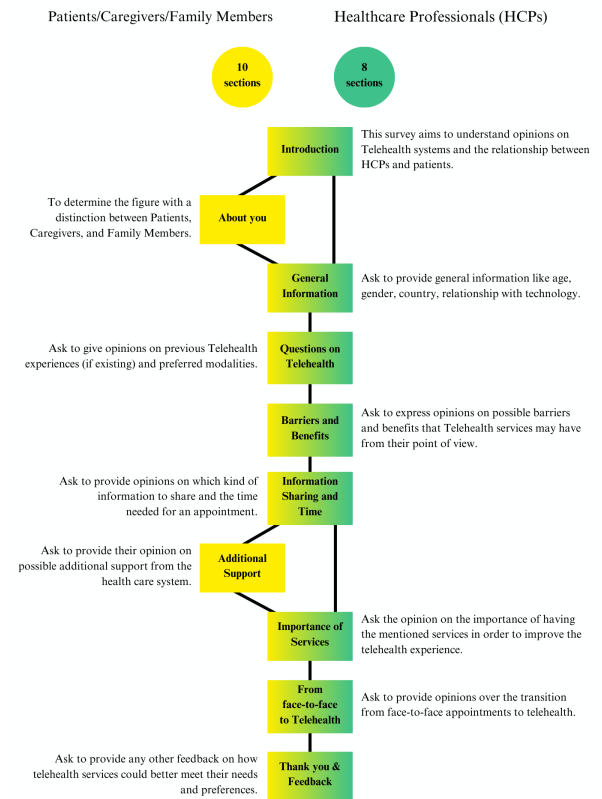 Patients/Caregivers/Family Members
Healthcare Professionals (HCPs)
10
sections
8
sections
Introduction
This survey aims to understand opinions on
Telehealth systems and the relationship between
HCPs and patients.
To determine the figure with a
distinction between Patients,
Caregivers, and Family Members.
About you
General
Information
Ask to provide general information like age,
gender, country, relationship with technology.
Ask to give opinions on previous Telehealth
experiences (if existing) and preferred modalities.
Questions on
Telehealth
Barriers and
Benefits
Ask to express opinions on possible barriers
and benefits that Telehealth services may have
from their point of view.
Ask to provide opinions on which kind of
information to share and the time
needed for an appointment.
Information
Sharing and
Time
Ask to provide their opinion on
possible additional support from the
health care system.
Additional
Support
Importance of
Services
Ask the opinion on the importance of having
the mentioned services in order to improve the
telehealth experience.
From
face-to-face
to Telehealth
Ask to provide opinions over the transition
from face-to-face appointments to telehealth.
Ask to provide any other feedback on how
telehealth services could better meet their needs
and preferences.
Thank you &
Feedback